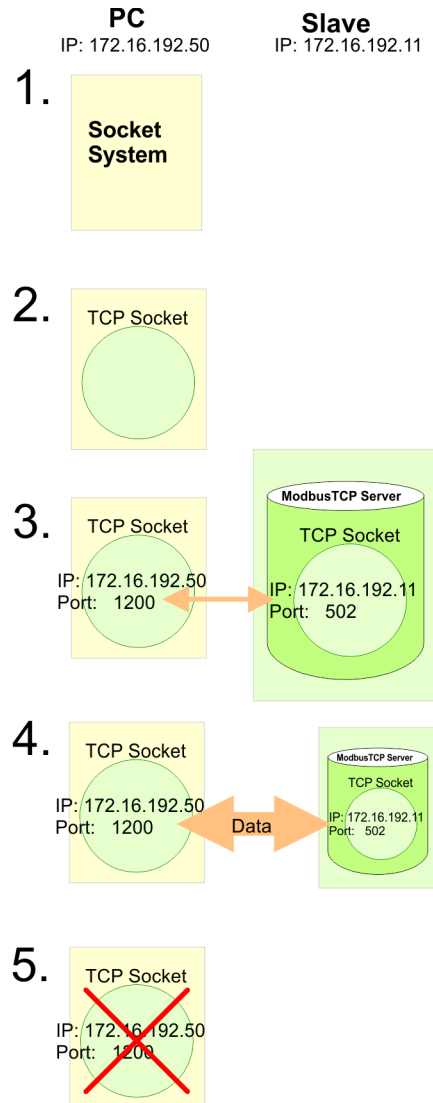 PC
IP: 172.16.192.50
Slave
IP: 172.16.192.11
1.
Socket
System
2.
TCP Socket
3.
TCP Socket
IP: 172.16.192.50
Port: 1200
ModbusTCP Server
TCP Socket
IP: 172.16.192.11
Port: 502
4.
TCP Socket
IP: 172.16.192.50
Port: 1200
Data
ModbusTCP Server
TCP Socket
IP: 172.16.192.11
Port: 502
5.
TCP Socket
IP: 172.16.192.50
Port: 1200